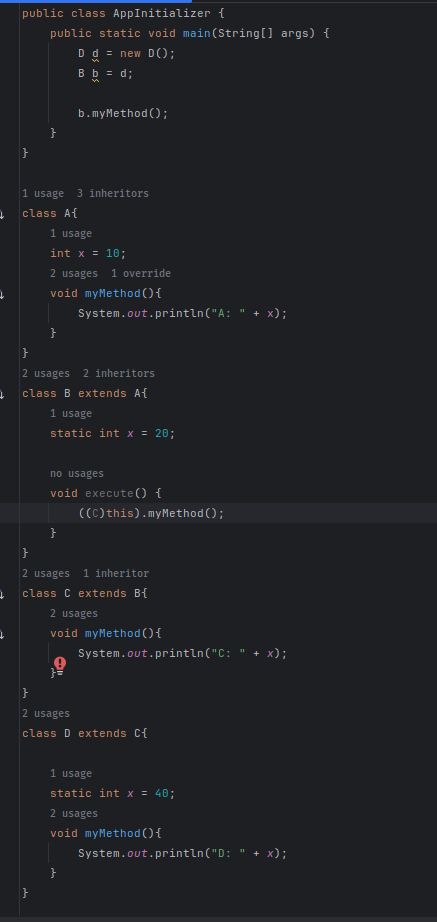 public class AppInitializer {
    public static void main(String[] args) {
        D d = new D();
        B b = d;

        b.myMethod();
    }
}

1 usage  3 inheritors
class A{
    1 usage
    int x = 10;
    2 usages  1 override
    void myMethod(){
        System.out.println("A: " + x);
    }
}
2 usages  2 inheritors
class B extends A{
    1 usage
    static int x = 20;

    no usages
    void execute() {
        ((C)this).myMethod();
    }
}
2 usages  1 inheritor
class C extends B{
    2 usages
    void myMethod(){
        System.out.println("C: " + x);
    }
}
2 usages
class D extends C{

    1 usage
    static int x = 40;
    2 usages
    void myMethod(){
        System.out.println("D: " + x);
    }
}